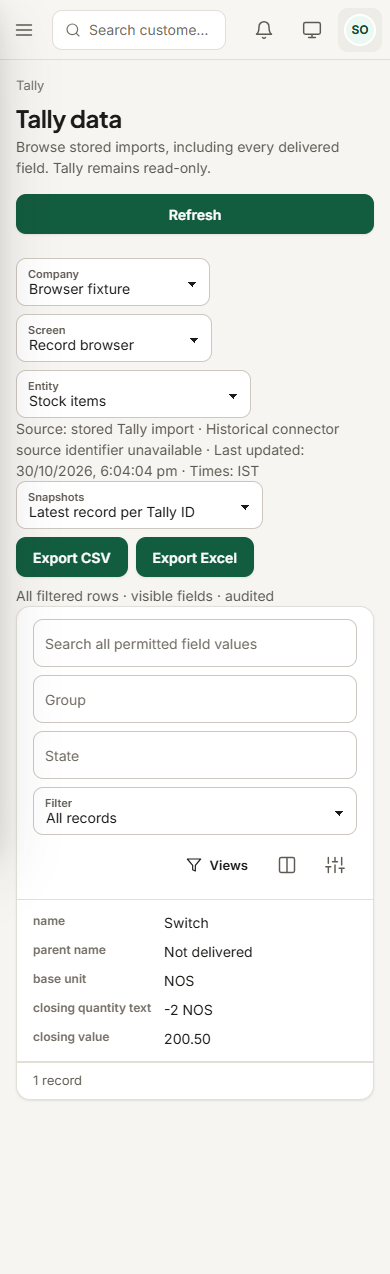 Search custome...
SO
Tally
Tally data
Browse stored imports, including every delivered
field. Tally remains read-only.
Refresh
Company
Browser fixture
Screen
Record browser
Entity
Stock items
Source: stored Tally import · Historical connector
source identifier unavailable · Last updated:
30/10/2026, 6:04:04 pm · Times: IST
Snapshots
Latest record per Tally ID
Export CSV
Export Excel
All filtered rows · visible fields · audited
Search all permitted field values
Group
State
Filter
All records
Views
name Switch
parent name Not delivered
base unit NOS
closing quantity text -2 NOS
closing value 200.50
1 record